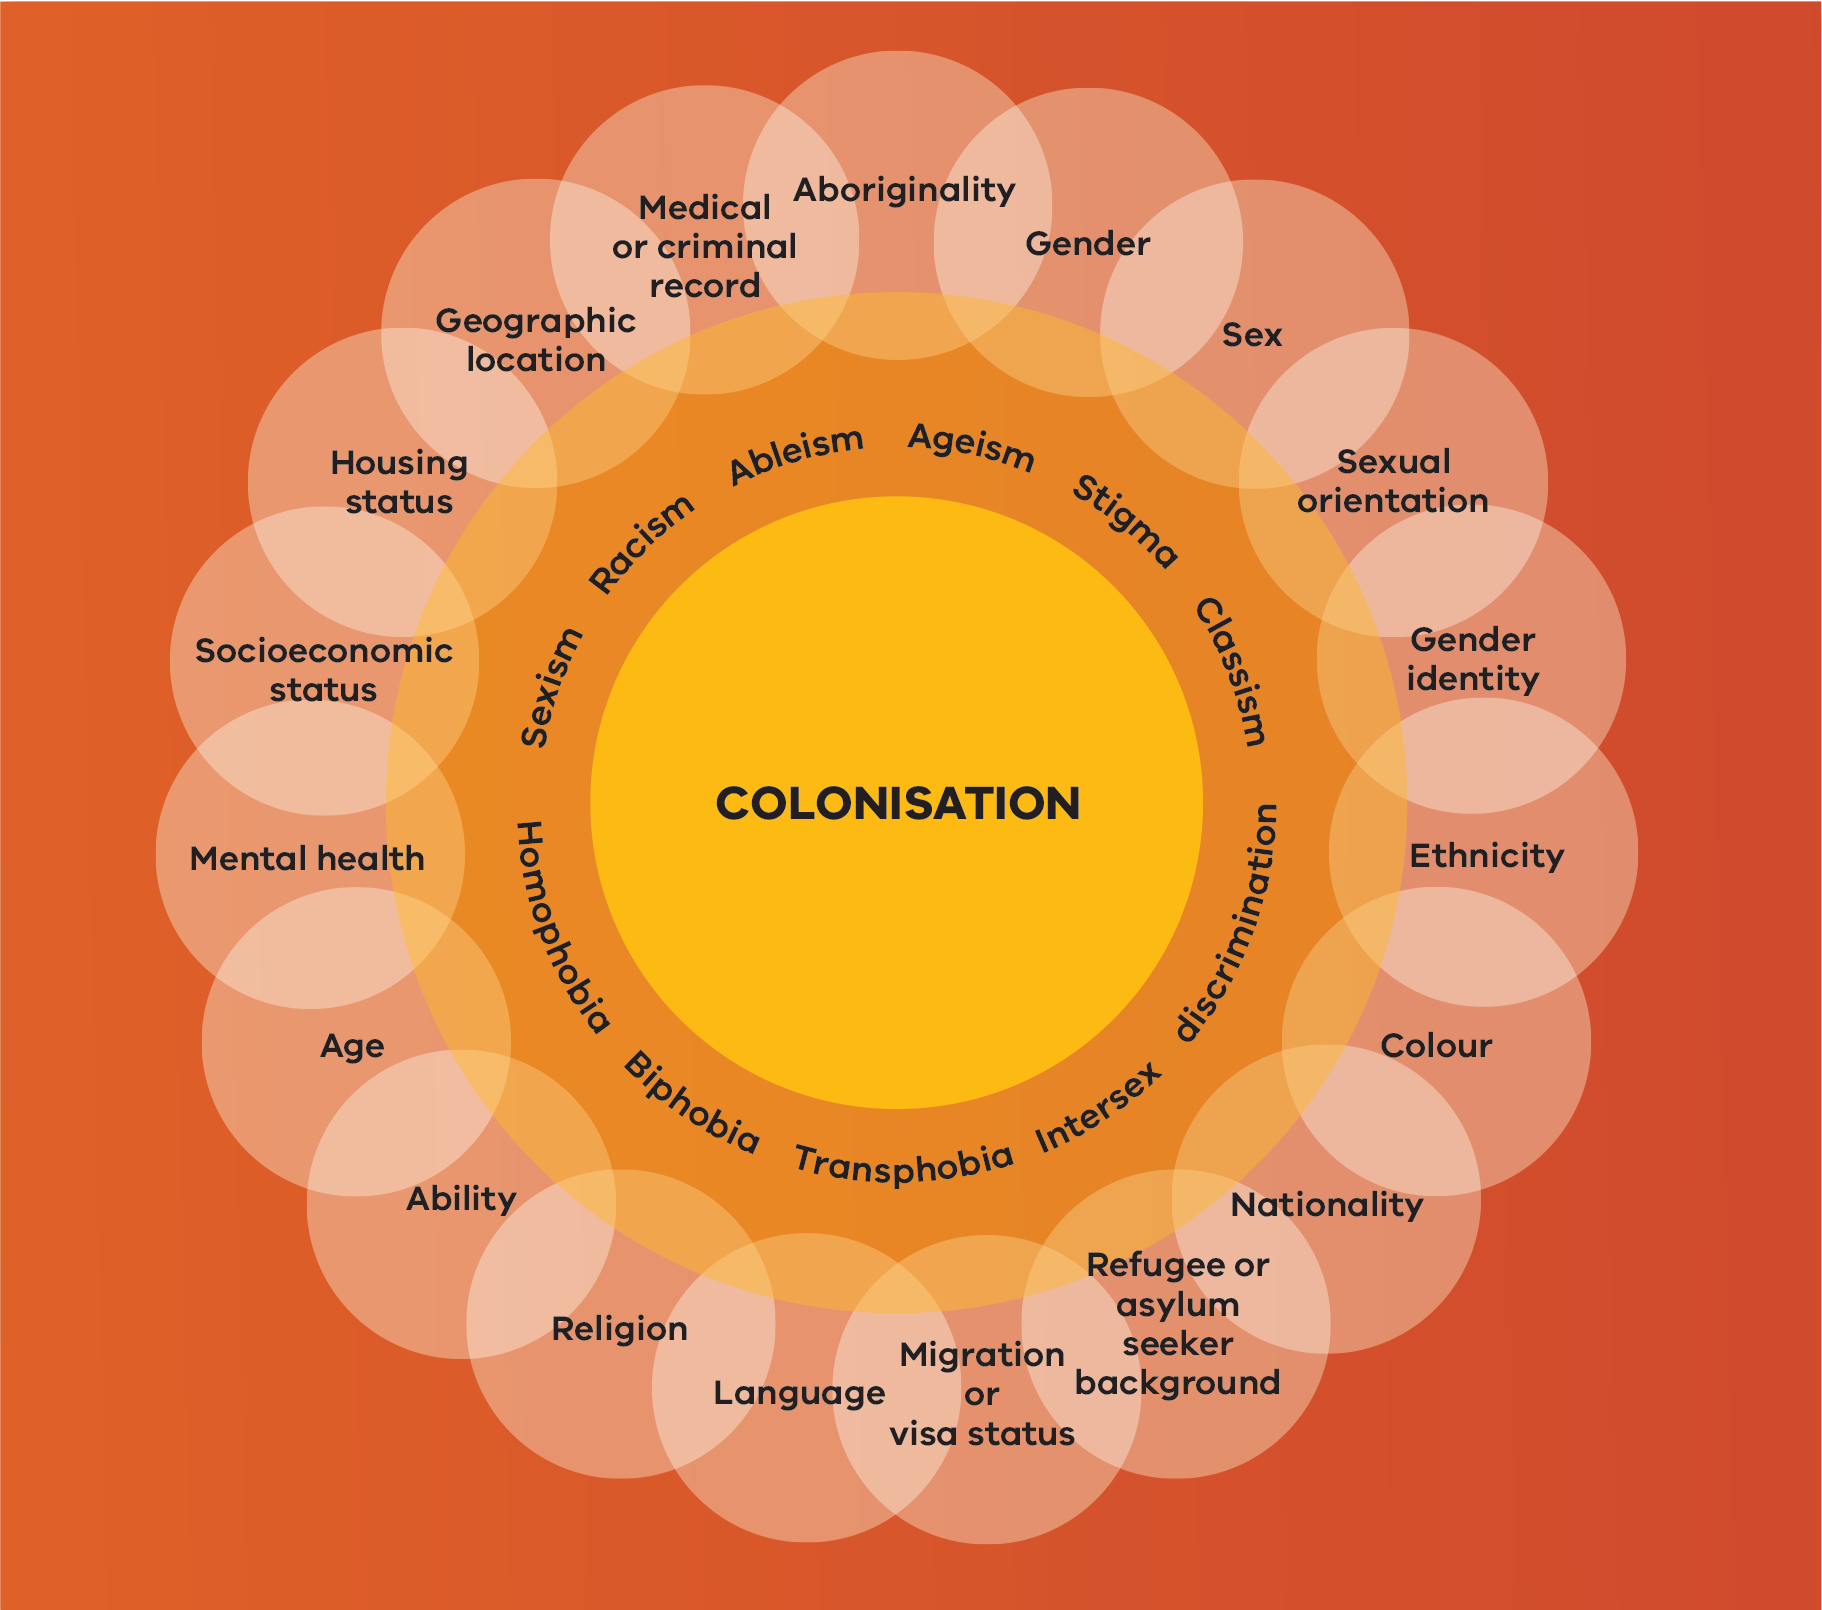 Aboriginality
Gender
Sex
Sexual
orientation
Gender
identity
Ethnicity
Colour
Nationality
Refugee or
asylum
seeker
background
Migration
or
visa status
Language
Religion
Ability
Age
Mental health
Socioeconomic
status
Housing
status
Geographic
location
Medical
or criminal
record
Sexism
Racism
Ableism
Ageism
Stigma
Classism
Homophobia
Biphobia
Transphobia
Intersex
discrimination
COLONISATION